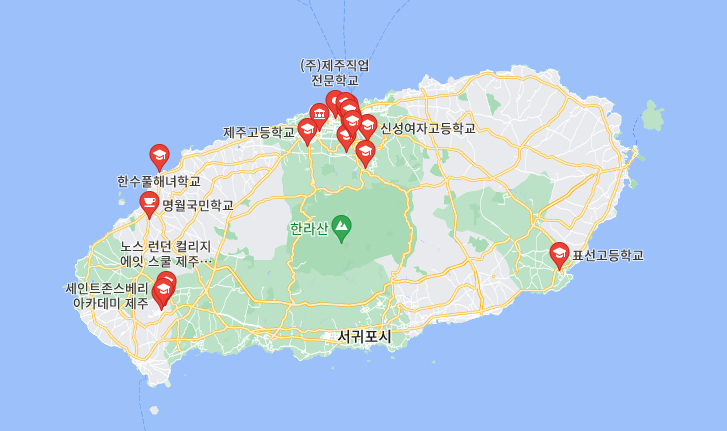 (주)제주직업
전문학교
제주고등학교
신성여자고등학교
한수풀해녀학교
명월국민학교
한라산
노스 런던 컬리지
에잇 스쿨 제주…
표선고등학교
세인트존스베리
아카데미 제주
서귀포시